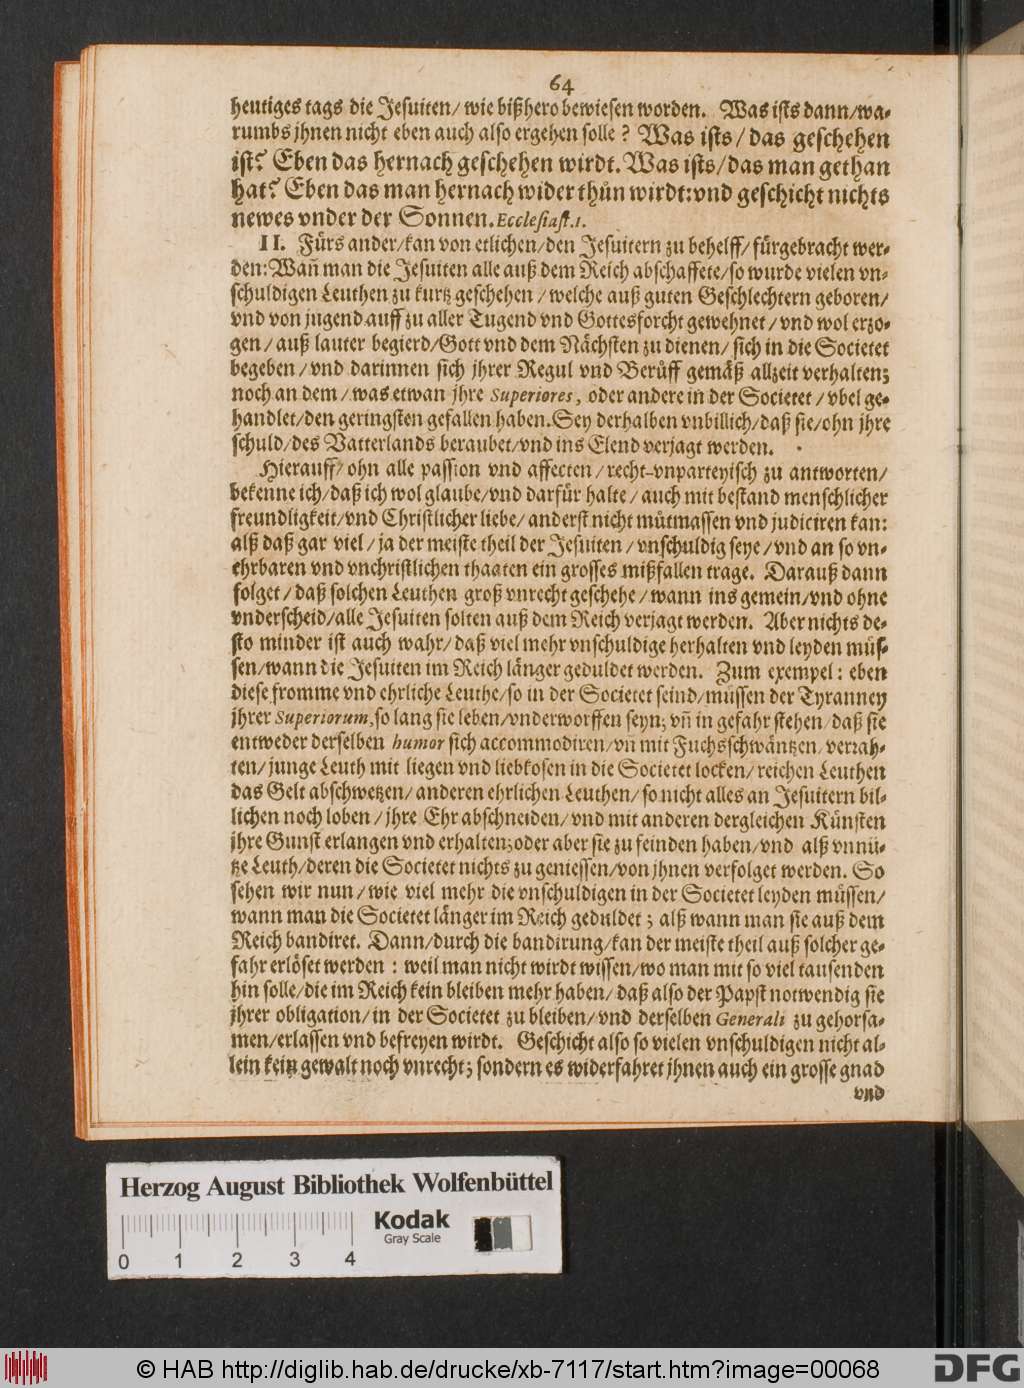 64
heutiges tags die Jesuiten/ wie bißhero bewiesen worden. Was ists dann/wa-
rumbs jhnen nicht eben auch also ergehen solle? Was ists/ das geschehen
ist? Eben das hernach geschehen wirdt. Was ists/das man gethan
hat? Eben das man hernach wider thůn wirdt: vnd geschicht nichts
newes vnder der Sonnen. Ecclesiast.1.
II. Fürs ander/kan von etlichen/den Jesuitern zu behelff/fürgebracht wer-
den: Wañ man die Jesuiten alle auß dem Reich abschaffete/so wurde vielen vn-
schuldigen Leuthen zu kurtz geschehen/welche auß guten Geschlechtern geboren/
vnd von jugend auff zu aller Tugend vnd Gottesforcht gewehnet/vnd wol erzo-
gen/ auß lauter begierd/Gott vnd dem Nächsten zu dienen/ sich in die Societet
begeben/vnd darinnen sich jhrer Regul vnd Berůff gemäß allzeit verhalten;
noch an dem/was etwan jhre Superiores, oder andere in der Societet/vbel ge-
handlet/den geringsten gefallen haben. Sey derhalben vnbillich/daß sie/ohn jhre
schuld/des Vatterlands beraubet/vnd ins Elend verjagt werden.
Hierauff/ ohn alle passion vnd affecten/recht-vnparteyisch zu antworten/
bekenne ich/daß ich wol glaube/vnd darfür halte/ auch mit bestand menschlicher
freundligkeit/vnd Christlicher liebe/anderst nicht můtmassen vnd judiciren kan:
alß daß gar viel/ja der meiste theil der Jesuiten/vnschuldig seye/vnd an so vn-
ehrbaren vnd vnchristlichen thaaten ein grosses mißfallen trage. Darauß dann
folget/daß solchen Leuthen groß vnrecht geschehe/wann ins gemein/vnd ohne
vnderscheid/alle Jesuiten solten auß dem Reich verjagt werden. Aber nichts de-
sto minder ist auch wahr/daß viel mehr vnschuldige herhalten vnd leyden müs-
sen/wann die Jesuiten im Reich länger geduldet werden. Zum exempel: eben
diese fromme vnd ehrliche Leuthe/so in der Societet seind/müssen der Tyranney
jhrer Superiorum, so lang sie leben/vnderworffen seyn; vñ in gefahr stehen/daß sie
entweder derselben humor sich accommodiren/vñ mit Fuchsschwäntzen/verrah-
ten/junge Leuth mit liegen vnd liebkosen in die Societet locken/reichen Leuthen
das Gelt abschwetzen/anderen ehrlichen Leuthen/so nicht alles an Jesuitern bil-
lichen noch loben/jhre Ehr abschneiden/vnd mit anderen dergleichen Künsten
jhre Gunst erlangen vnd erhalten; oder aber sie zu feinden haben/vnd alß vnnü-
tze Leuth/deren die Societet nichts zu geniessen/von jhnen verfolget werden. So
sehen wir nun/wie viel mehr die vnschuldigen in der Societet leyden müssen/
wann man die Societet länger im Reich geduldet; alß wann man sie auß dem
Reich bandiret. Dann/durch die bandirung/kan der meiste theil auß solcher ge-
fahr erlöset werden: weil man nicht wirdt wissen/wo man mit so viel tausenden
hin solle/die im Reich kein bleiben mehr haben/daß also der Papst notwendig sie
jhrer obligation/in der Societet zu bleiben/vnd derselben Generali zu gehorsa-
men/erlassen vnd befreyen wirdt. Geschicht also so vielen vnschuldigen nicht al-
lein kein gewalt noch vnrecht; sondern es widerfahret jhnen auch ein grosse gnad
vnd
Herzog August Bibliothek Wolfenbüttel
Kodak
Gray Scale
0 1 2 3 4
© HAB http://diglib.hab.de/drucke/xb-7117/start.htm?image=00068
DFG